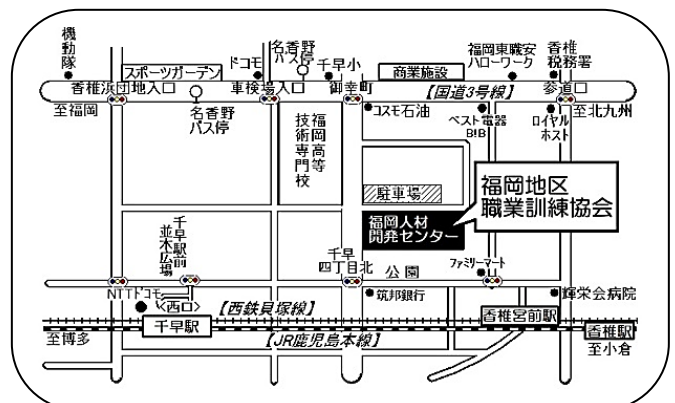 機動隊
スポーツガーデン
ドコモ
名香野
バス停
千早小
商業施設
福岡東職安
ハローワーク
香椎
税務署
香椎浜団地入口
車検場入口
御幸町
【国道3号線】
参道口
至福岡
名香野
バス停
福岡高等
技術専門校
コスモ石油
ベスト電器
B!B
ロイヤル
ホスト
至北九州
駐車場
福岡地区
職業訓練協会
福岡人材
開発センター
千早駅前
並木広場
千早
四丁目北
公園
ファミリーマート
NTTドコモ
<西口>
【西鉄貝塚線】
筑邦銀行
香椎宮前駅
輝栄会病院
千早駅
香椎駅
至博多
【JR鹿児島本線】
至小倉